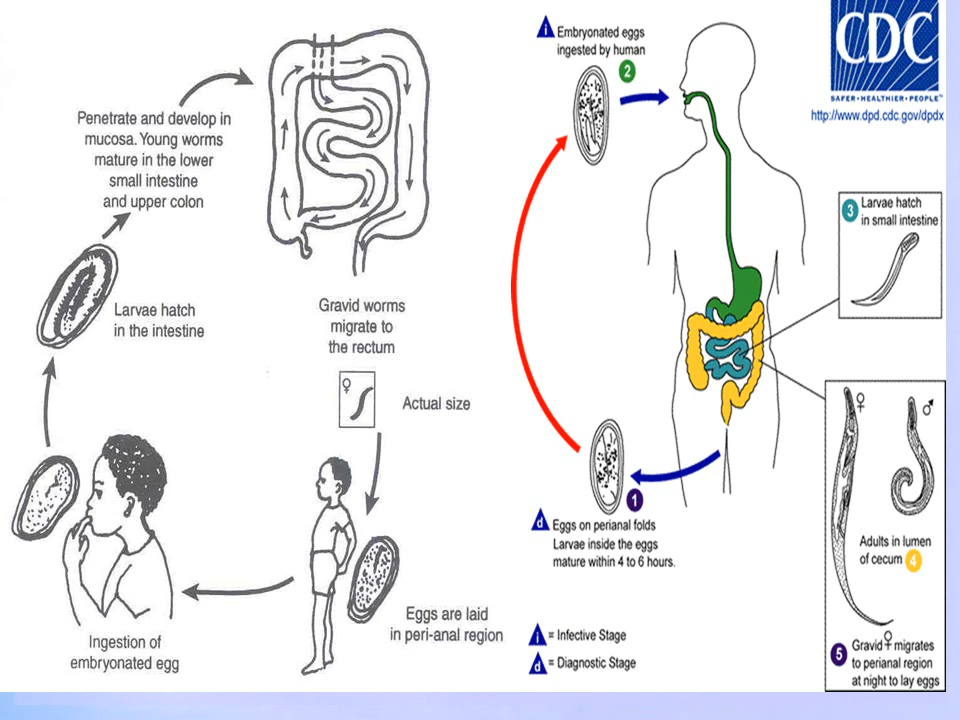 Penetrate and develop in
mucosa. Young worms
mature in the lower
small intestine
and upper colon
Larvae hatch
in the intestine
Gravid worms
migrate to
the rectum
♀
Actual size
Ingestion of
embryonated egg
Eggs are laid
in peri-anal region
i
Embryonated eggs
ingested by human
2
CDC
SAFER•HEALTHIER•PEOPLE™
http://www.dpd.cdc.gov/dpdx
3
Larvae hatch
in small intestine
1
d
Eggs on perianal folds
Larvae inside the eggs
mature within 4 to 6 hours.
♀ ♂
Adults in lumen
of cecum 4
5
Gravid ♀ migrates
to perianal region
at night to lay eggs
i = Infective Stage
d = Diagnostic Stage